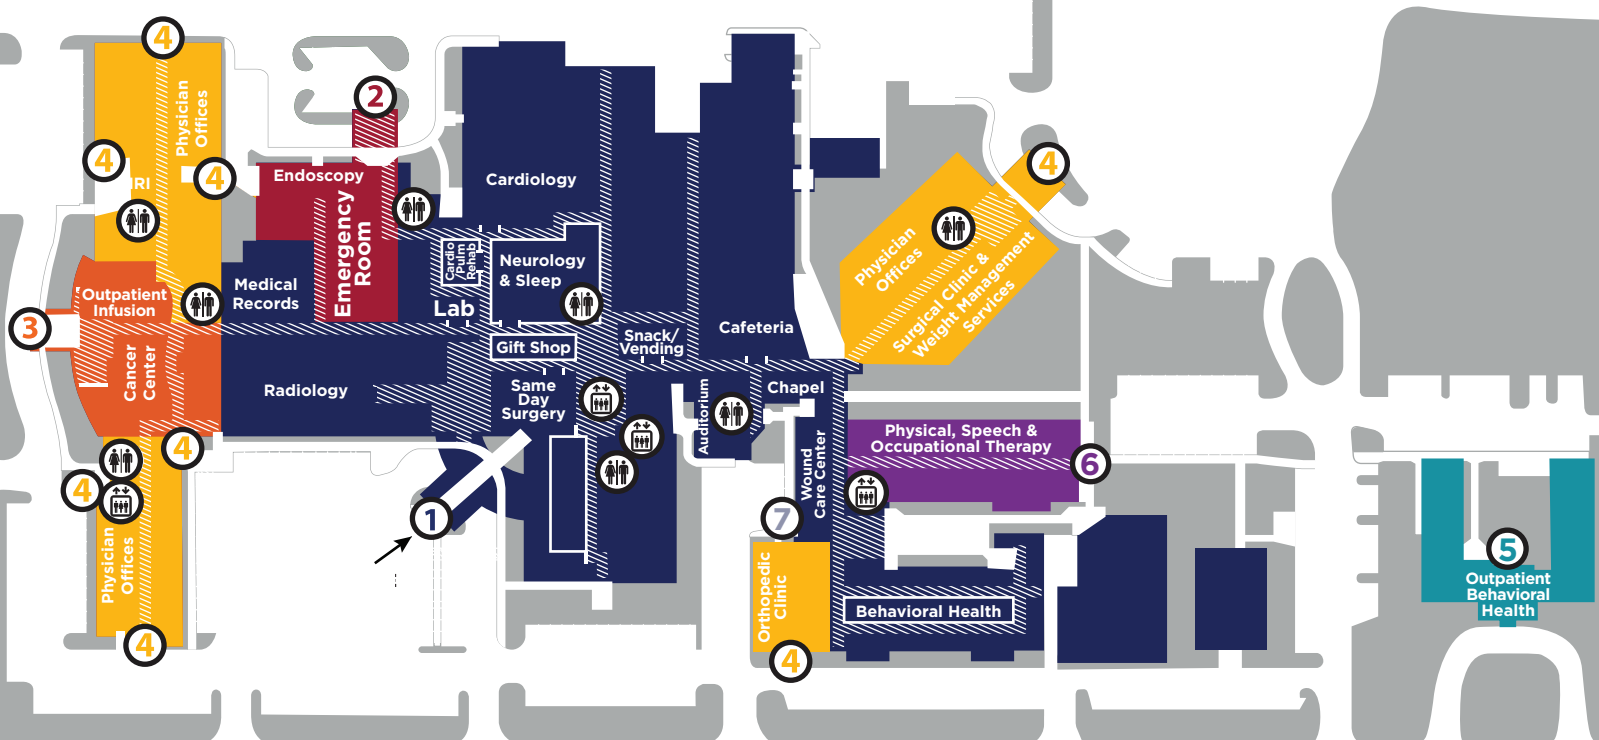 4
2
Physician
Offices
4
4
IRI
Endoscopy
Emergency
Room
Cardiology
4
Physician
Offices
Surgical Clinic &
Weight Management
Services
Cardio
/Pulm
Rehab
Neurology
& Sleep
Medical
Records
Lab
Outpatient
Infusion
3
Cancer
Center
Radiology
Gift Shop
Snack/
Vending
Cafeteria
Same
Day
Surgery
Auditorium
Chapel
Wound
Care Center
Physical, Speech &
Occupational Therapy
6
4
4
Physician
Offices
4
1
7
Orthopedic
Clinic
4
Behavioral Health
5
Outpatient
Behavioral
Health